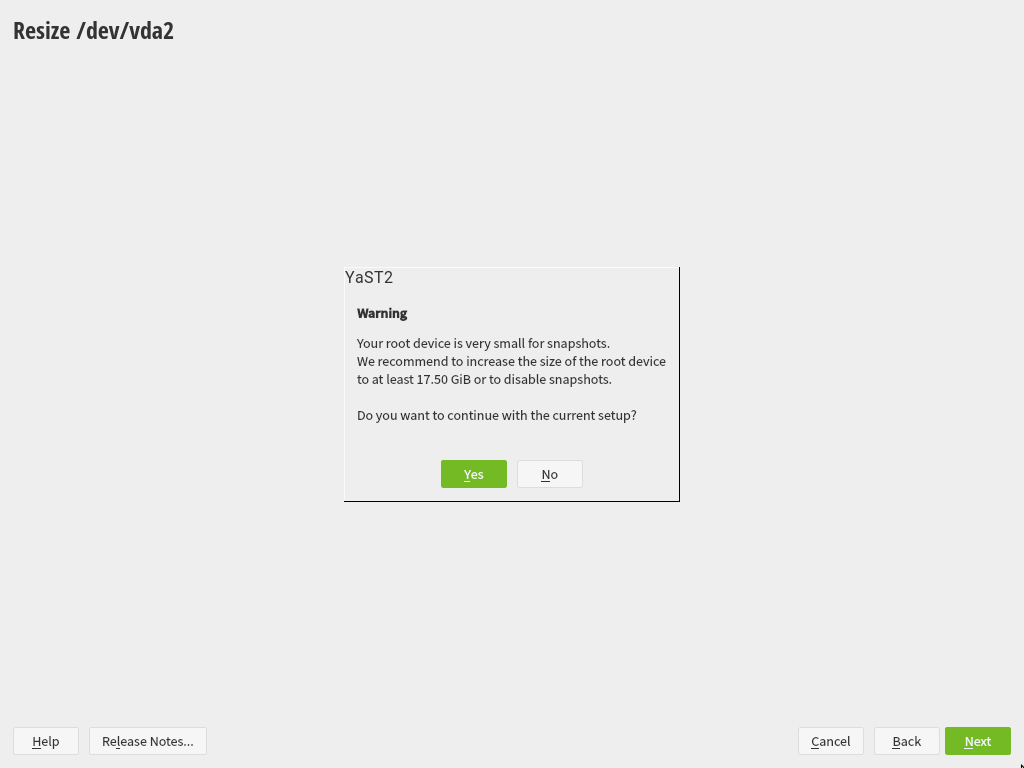 Resize /dev/vda2
YaST2
Warning
Your root device is very small for snapshots.
We recommend to increase the size of the root device
to at least 17.50 GiB or to disable snapshots.
Do you want to continue with the current setup?
Yes
No
Help
Release Notes...
Cancel
Back
Next